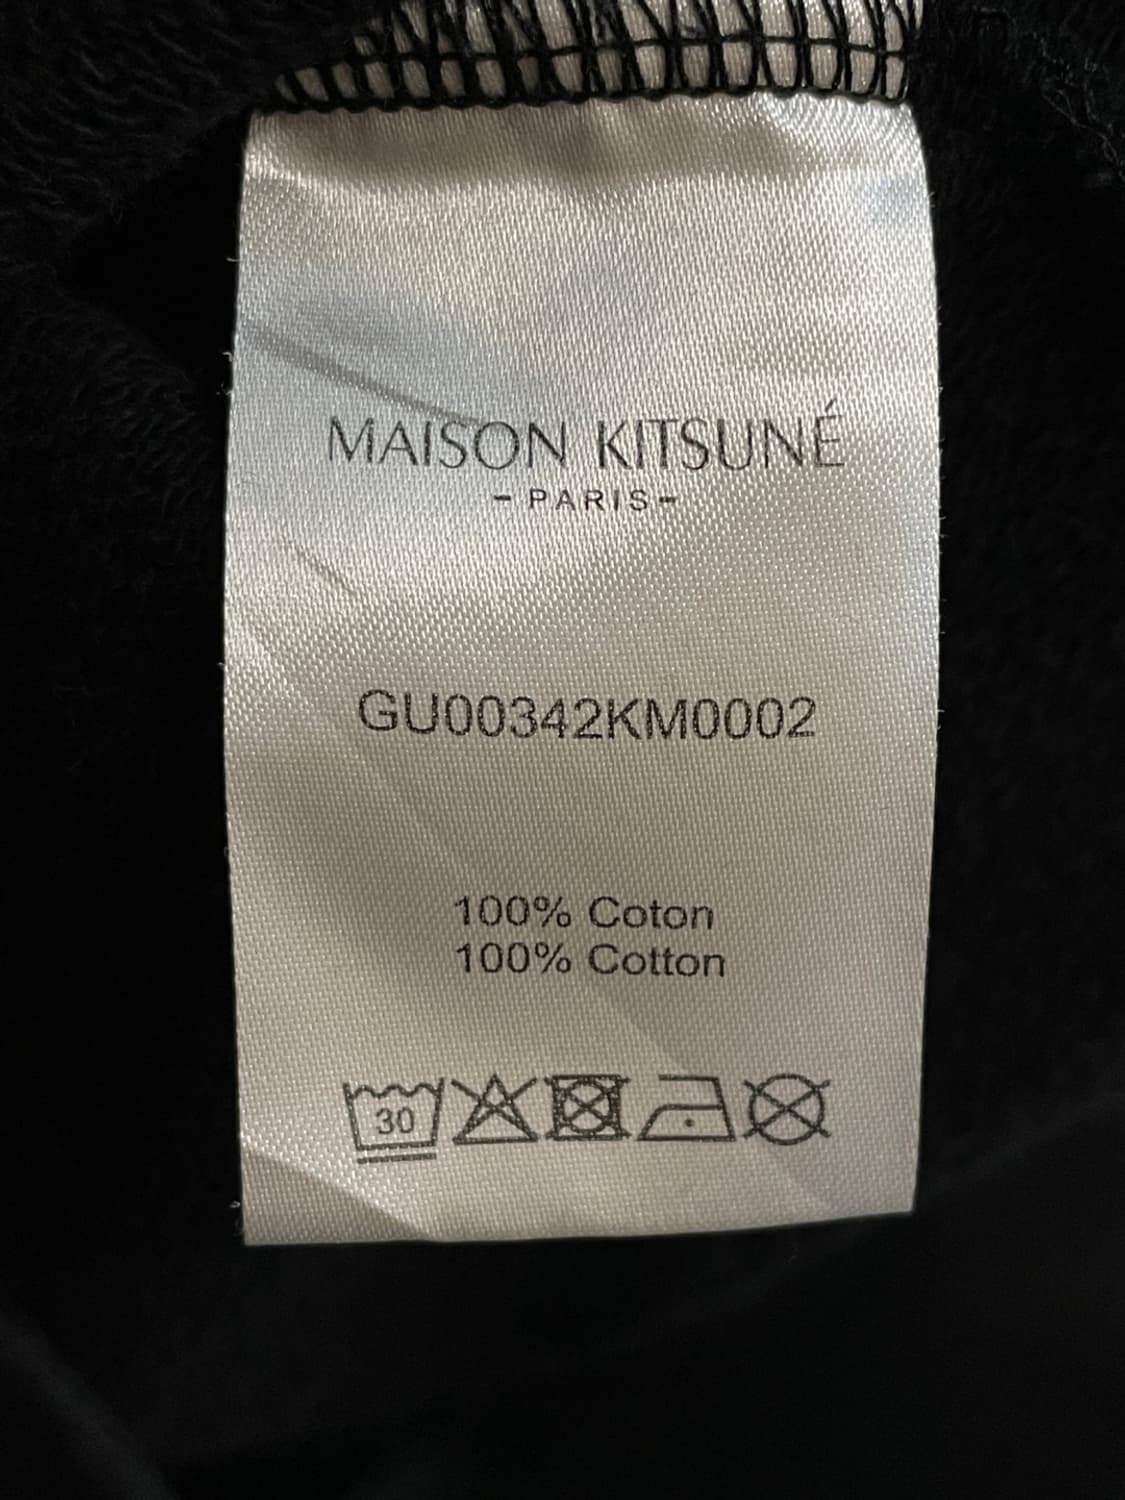 MAISON KITSUNÉ
- PARIS -
GU00342KM0002
100% Coton
100% Cotton
30